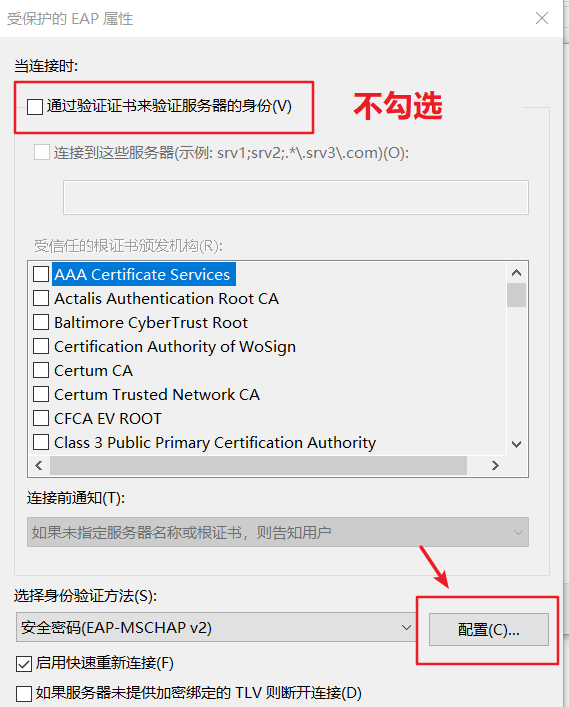 受保护的 EAP 属性
当连接时:
通过验证证书来验证服务器的身份(V)
不勾选
连接到这些服务器(示例: srv1;srv2;.*\.srv3\.com)(O):
受信任的根证书颁发机构(R):
AAA Certificate Services
Actalis Authentication Root CA
Baltimore CyberTrust Root
Certification Authority of WoSign
Certum CA
Certum Trusted Network CA
CFCA EV ROOT
Class 3 Public Primary Certification Authority
连接前通知(T):
如果未指定服务器名称或根证书，则告知用户
选择身份验证方法(S):
安全密码(EAP-MSCHAP v2)
配置(C)...
启用快速重新连接(F)
如果服务器未提供加密绑定的 TLV 则断开连接(D)